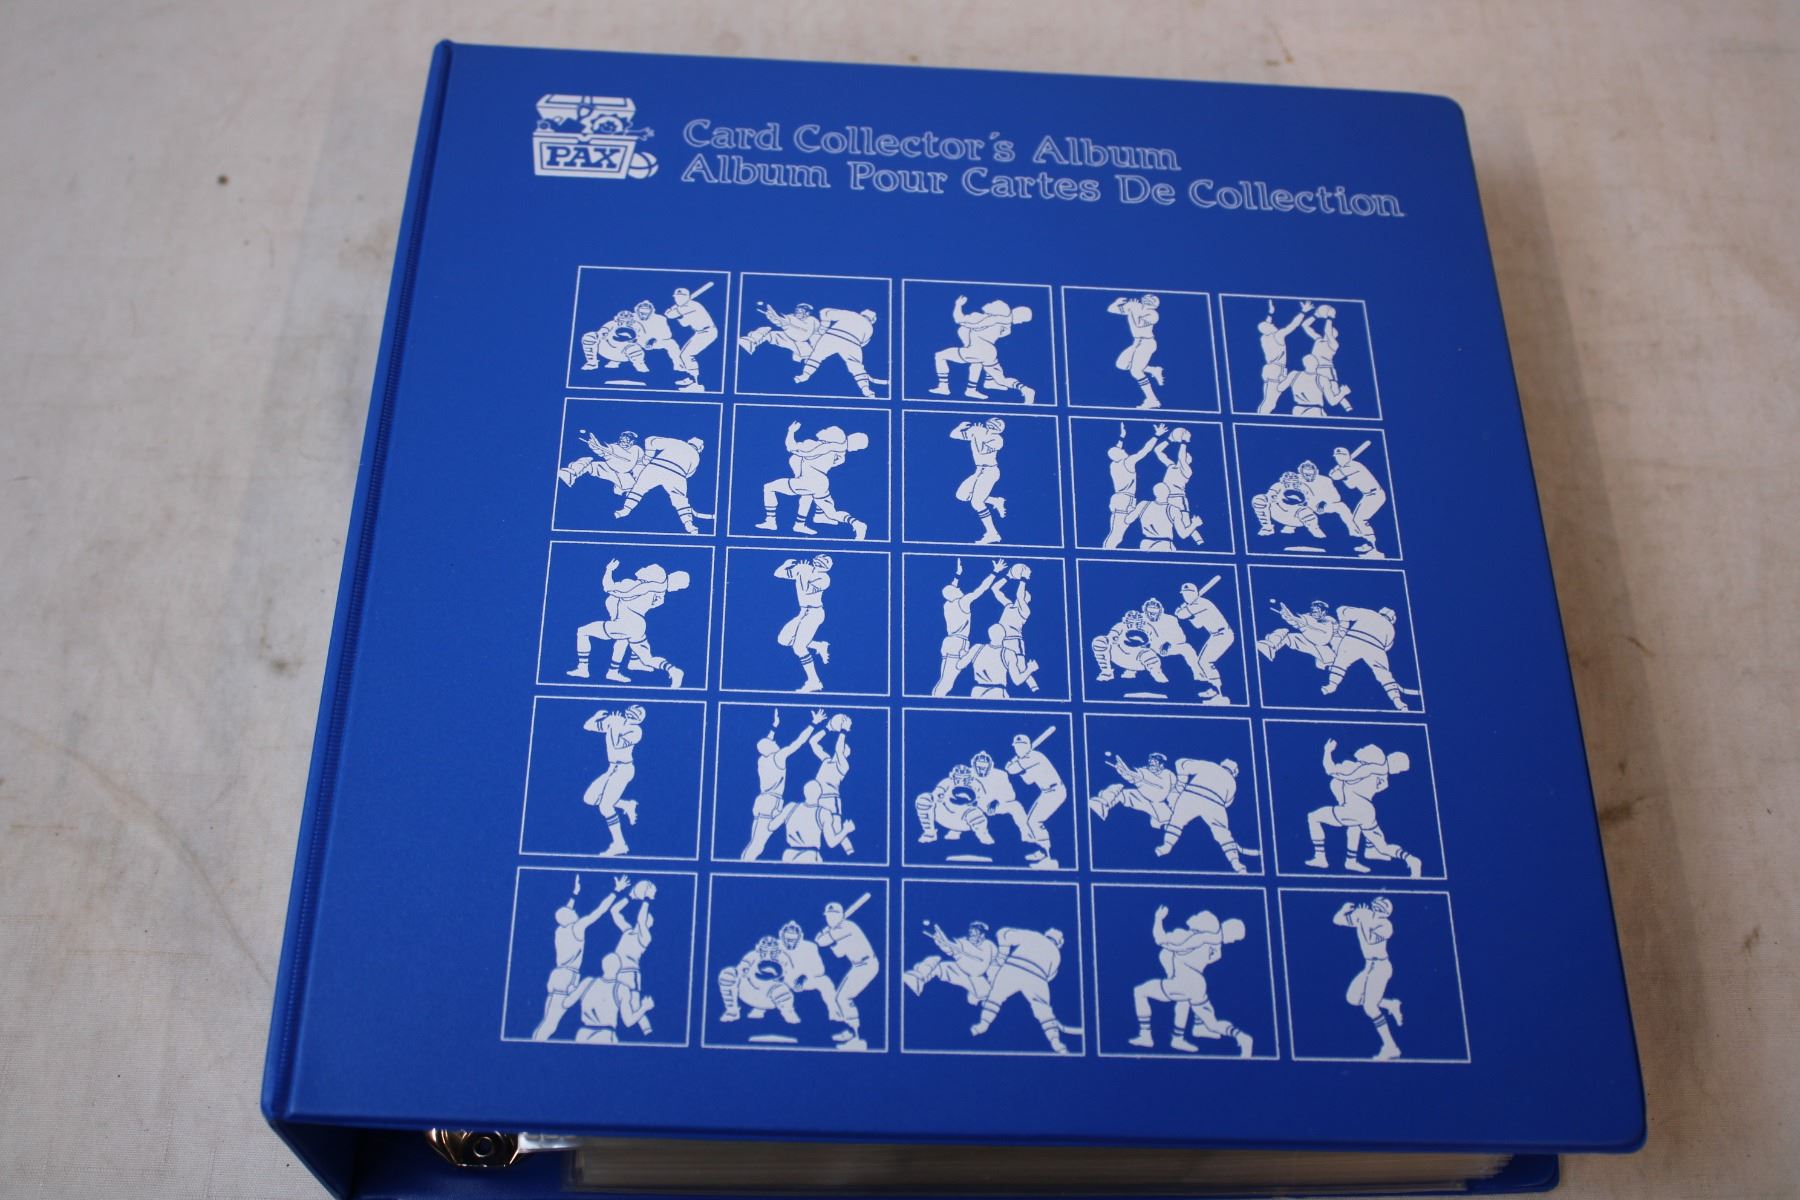 PAX
Card Collector's Album
Album Pour Cartes De Collection